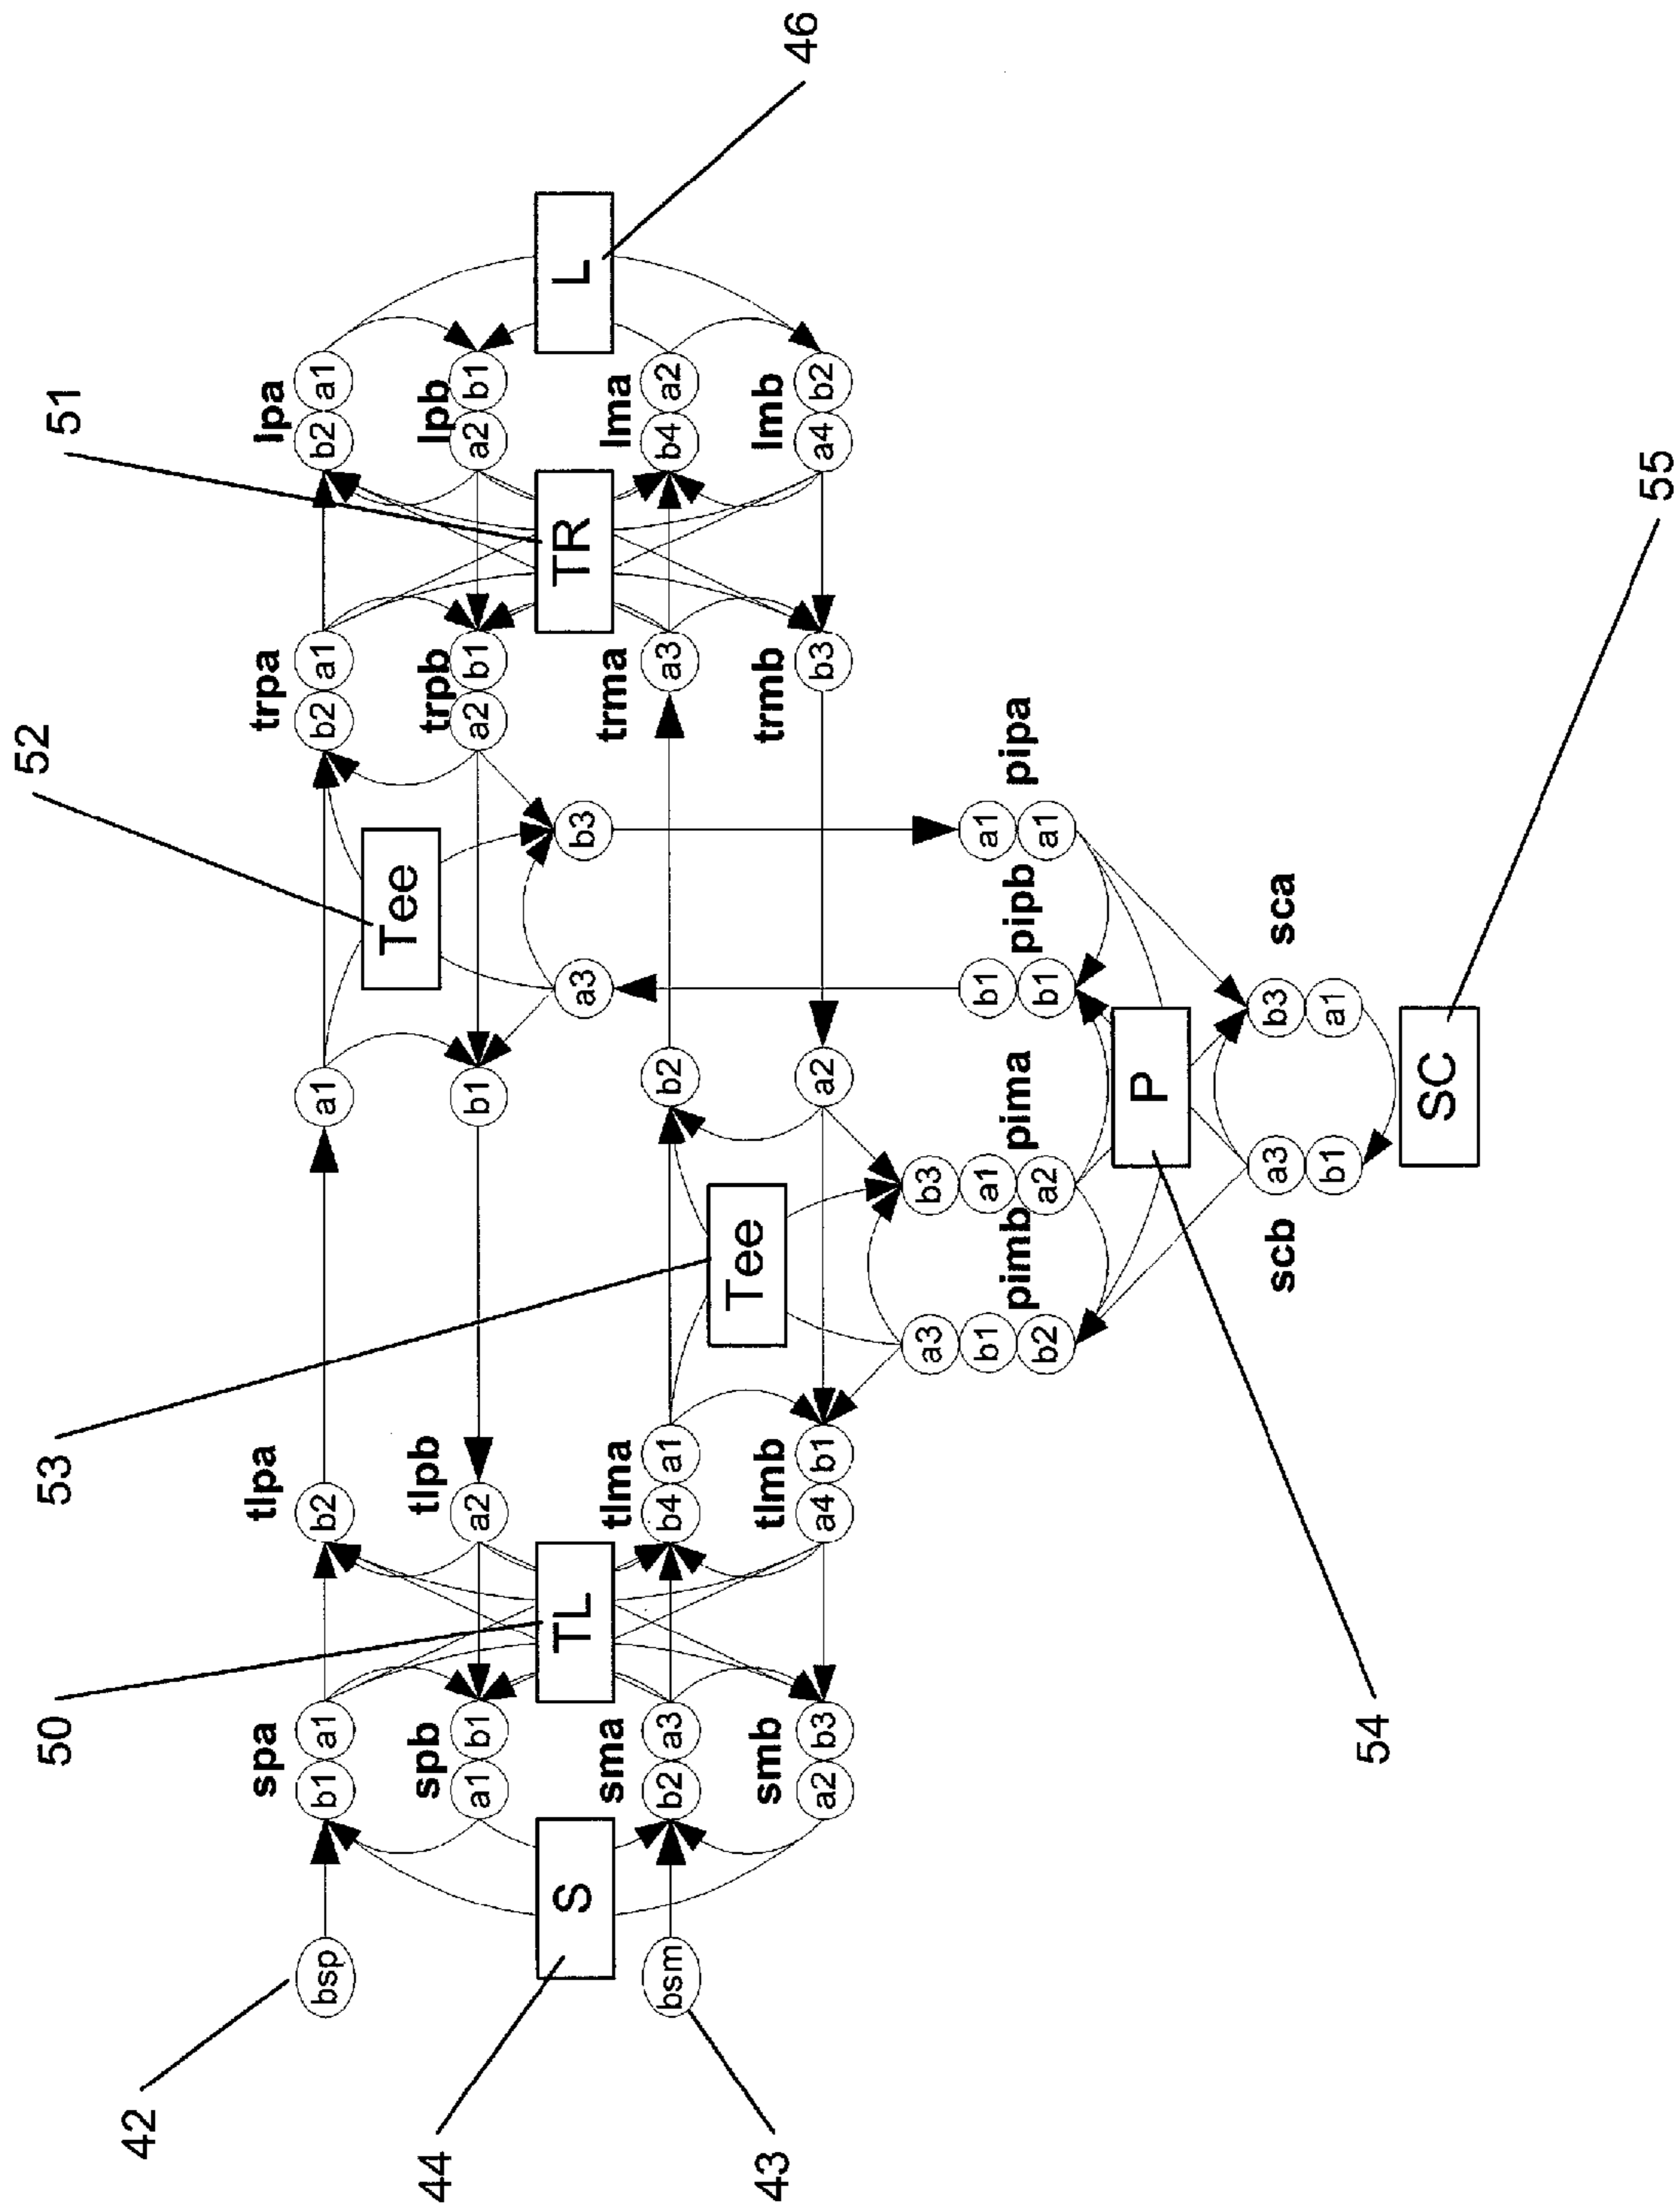 50 53 52 51
42
spa tlpa trpa lpa
bsp b1 a1 b2 a1 b2 a1 b2 a1
Tee
44
spb tlpb trpb lpb
a1 b1 a2 b1 a2 b1 a2 b1
S TL a3 b3 TR L
sma tlma trma lma
bsm b2 a3 b4 a1 b2 a3 b4 a2
Tee
43
smb tlmb trmb lmb
46
a2 b3 a4 b1 a2 b3 a4 b2
a3 b3
b1 a1 b1 a1
pimb pima pipb pipa
b2 a2 b1 a1
P
scb a3 b3 sca
b1 a1
54
SC
55